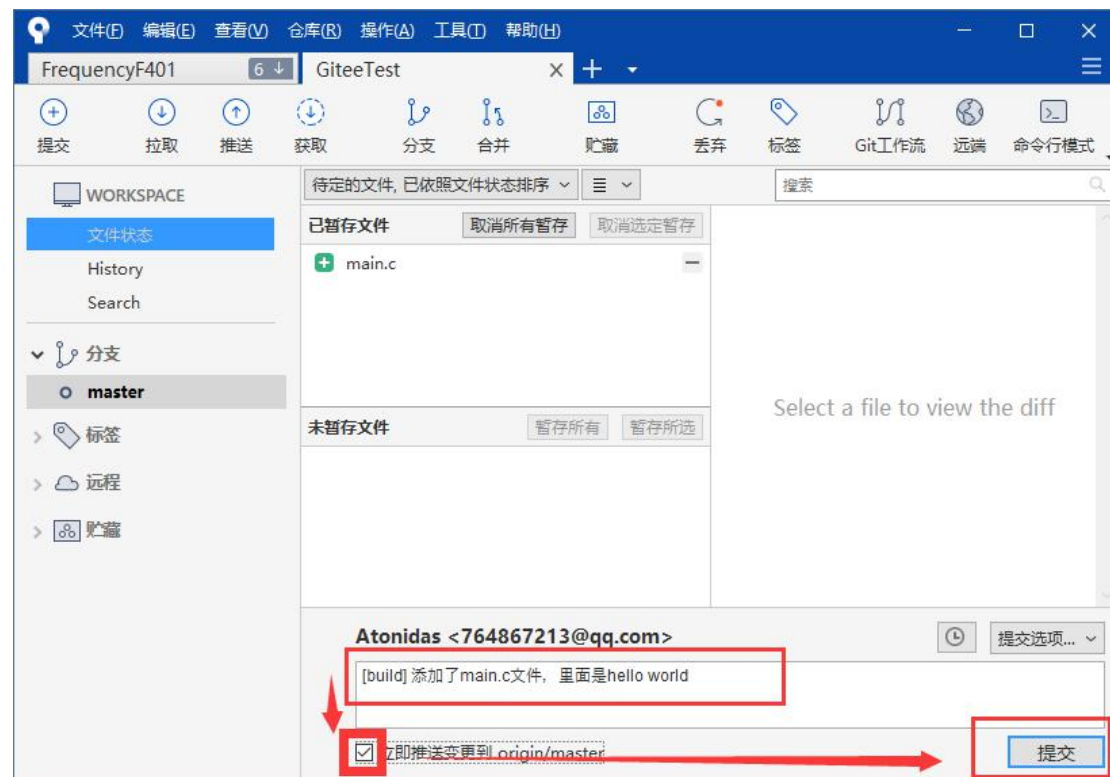 文件(F) 编辑(E) 查看(V) 仓库(R) 操作(A) 工具(T) 帮助(H)
FrequencyF401 6 GiteeTest
提交 拉取 推送 获取 分支 合并 贮藏 丢弃 标签 Git工作流 远端 命令行模式
WORKSPACE
文件状态
History
Search
分支
master
标签
远程
贮藏
待定的文件, 已依照文件状态排序
搜索
已暂存文件 取消所有暂存 取消选定暂存
main.c
未暂存文件 暂存所有 暂存所选
Select a file to view the diff
Atonidas <764867213@qq.com>
提交选项...
[build] 添加了main.c文件，里面是hello world
立即推送变更到 origin/master
提交